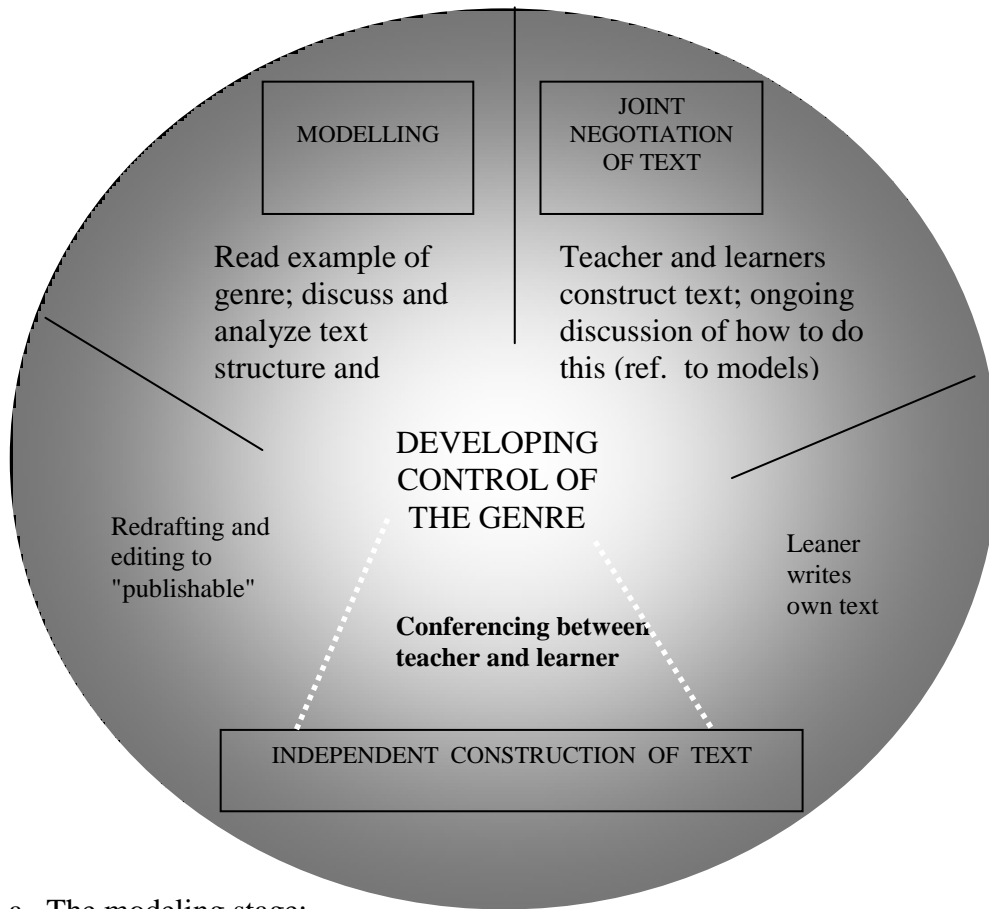 MODELLING
JOINT
NEGOTIATION
OF TEXT
Read example of
genre; discuss and
analyze text
structure and
Teacher and learners
construct text; ongoing
discussion of how to do
this (ref. to models)
DEVELOPING
CONTROL OF
THE GENRE
Redrafting and
editing to
"publishable"
Leaner
writes
own text
Conferencing between
teacher and learner
INDEPENDENT CONSTRUCTION OF TEXT
a. The modeling stage: